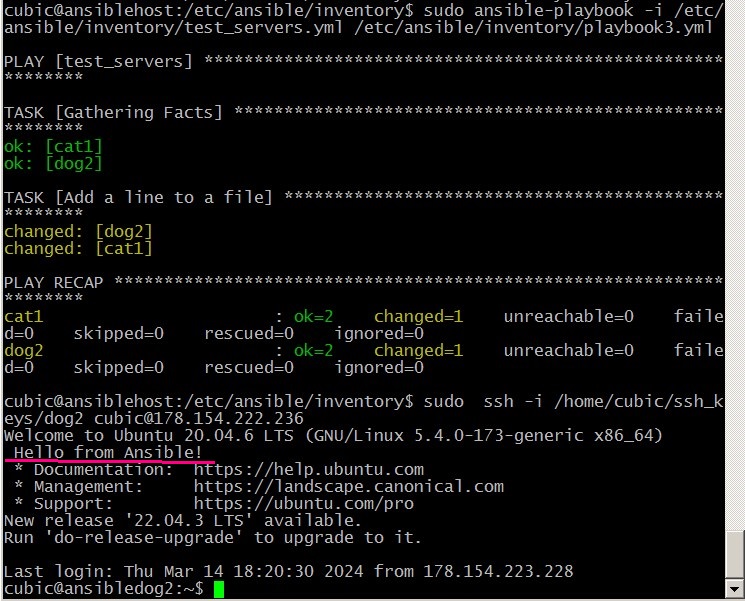 cubic@ansiblehost:/etc/ansible/inventory$ sudo ansible-playbook -i /etc/
ansible/inventory/test_servers.yml /etc/ansible/inventory/playbook3.yml
PLAY [test_servers] ****************************************************
********
TASK [Gathering Facts] *************************************************
********
ok: [cat1]
ok: [dog2]
TASK [Add a line to a file] ********************************************
********
changed: [dog2]
changed: [cat1]
PLAY RECAP *************************************************************
********
cat1                       : ok=2    changed=1    unreachable=0    faile
d=0    skipped=0    rescued=0    ignored=0
dog2                       : ok=2    changed=1    unreachable=0    faile
d=0    skipped=0    rescued=0    ignored=0
cubic@ansiblehost:/etc/ansible/inventory$ sudo  ssh -i /home/cubic/ssh_k
eys/dog2 cubic@178.154.222.236
Welcome to Ubuntu 20.04.6 LTS (GNU/Linux 5.4.0-173-generic x86_64)
Hello from Ansible!
* Documentation:  https://help.ubuntu.com
* Management:     https://landscape.canonical.com
* Support:        https://ubuntu.com/pro
New release '22.04.3 LTS' available.
Run 'do-release-upgrade' to upgrade to it.
Last login: Thu Mar 14 18:20:30 2024 from 178.154.223.228
cubic@ansibledog2:~$